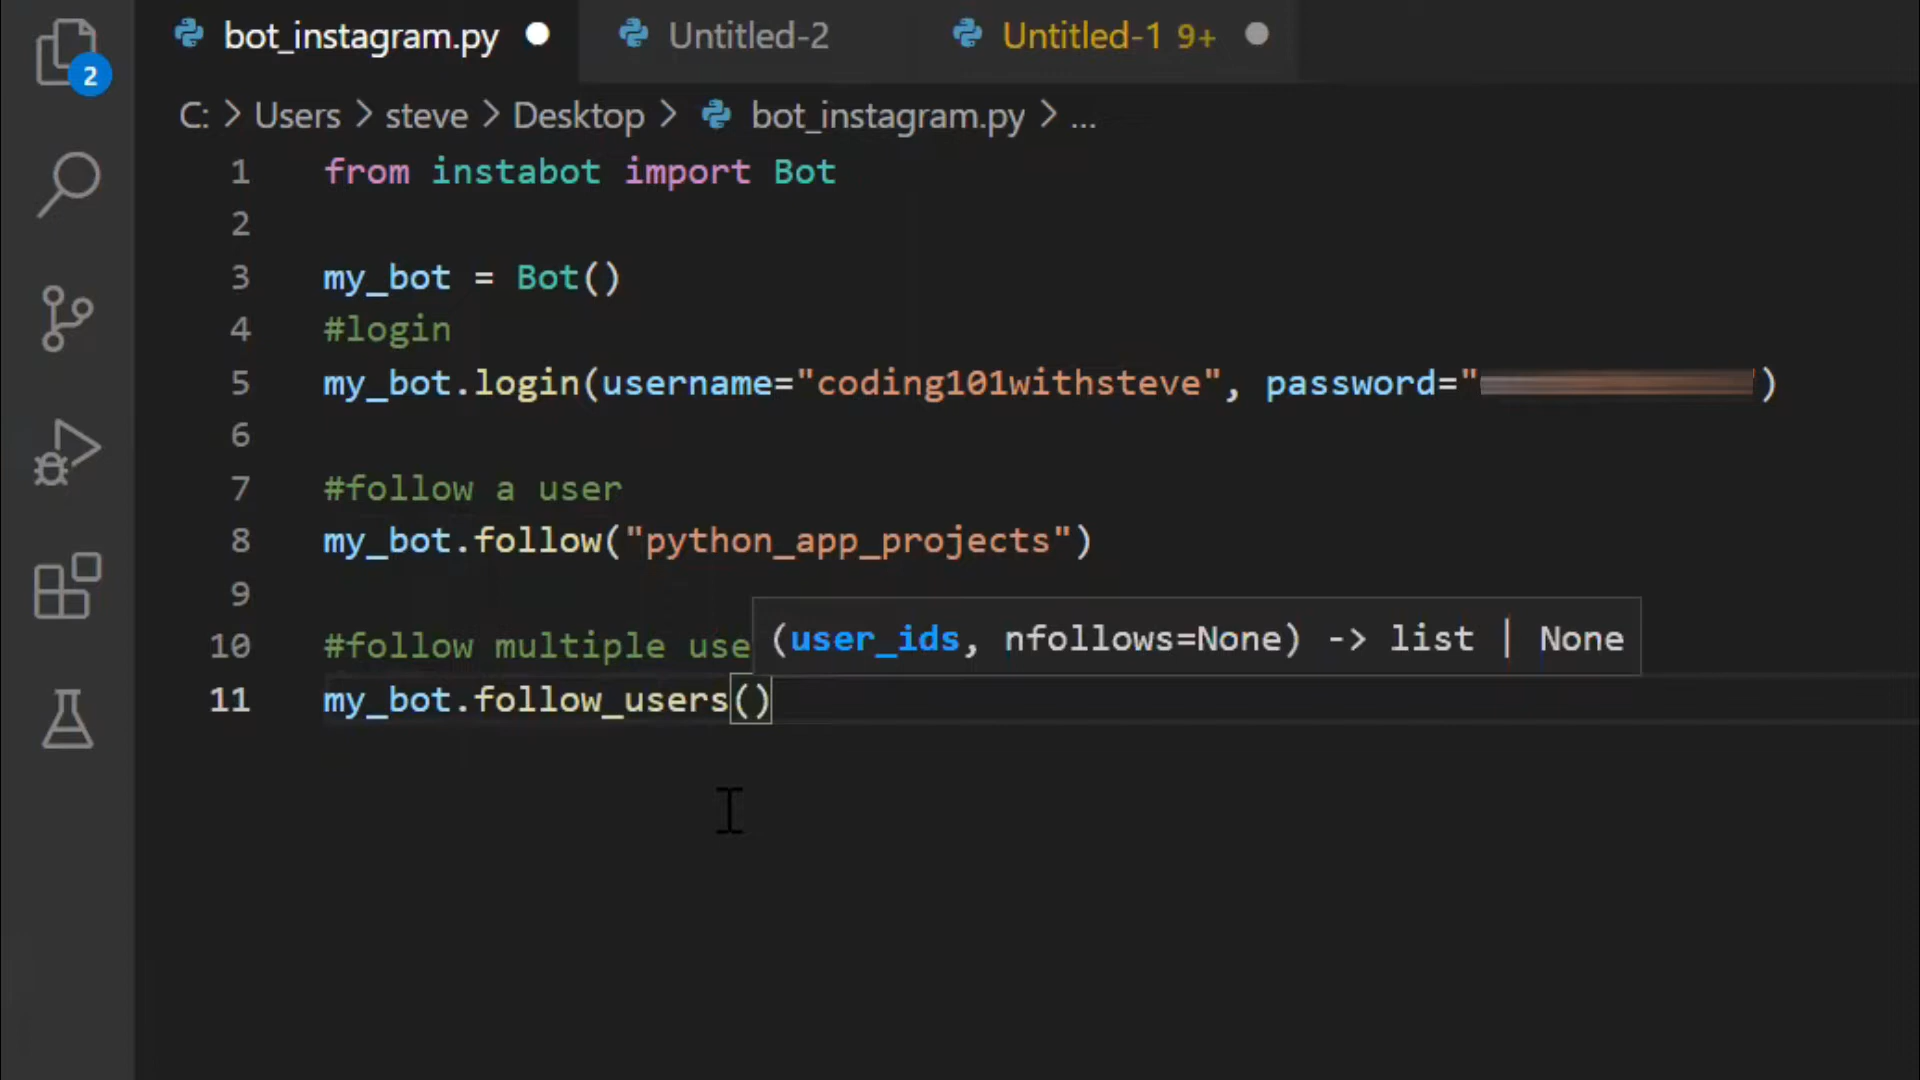 bot_instagram.py Untitled-2 Untitled-1 9+
2
C: > Users > steve > Desktop > bot_instagram.py > ...
1 from instabot import Bot
2
3 my_bot = Bot()
4 #login
5 my_bot.login(username="coding101withsteve", password=" )
6
7 #follow a user
8 my_bot.follow("python_app_projects")
9
(user_ids, nfollows=None) -> list | None
10 #follow multiple use
11 my_bot.follow_users()